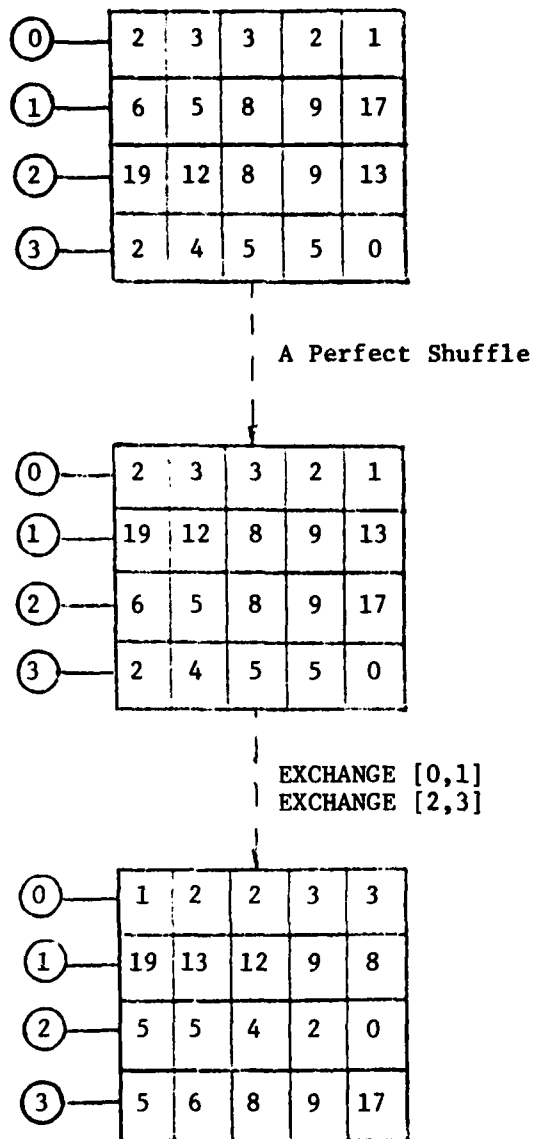 0 2 3 3 2 1
1 6 5 8 9 17
2 19 12 8 9 13
3 2 4 5 5 0
A Perfect Shuffle
0 2 3 3 2 1
1 19 12 8 9 13
2 6 5 8 9 17
3 2 4 5 5 0
EXCHANGE [0,1]
EXCHANGE [2,3]
0 1 2 2 3 3
1 19 13 12 9 8
2 5 5 4 2 0
3 5 6 8 9 17